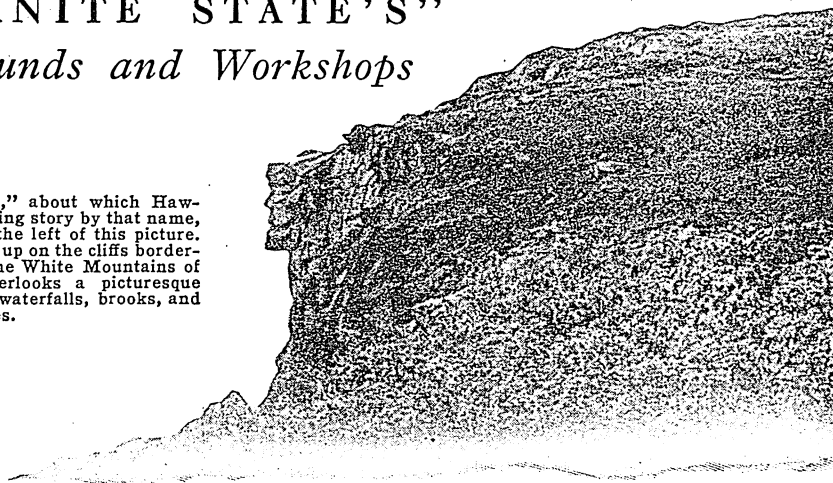 NITE STATE'S”
unds and Workshops
,” about which Haw-
ing story by that name,
the left of this picture.
up on the cliffs border-
he White Mountains of
erlooks a picturesque
waterfalls, brooks, and
s.